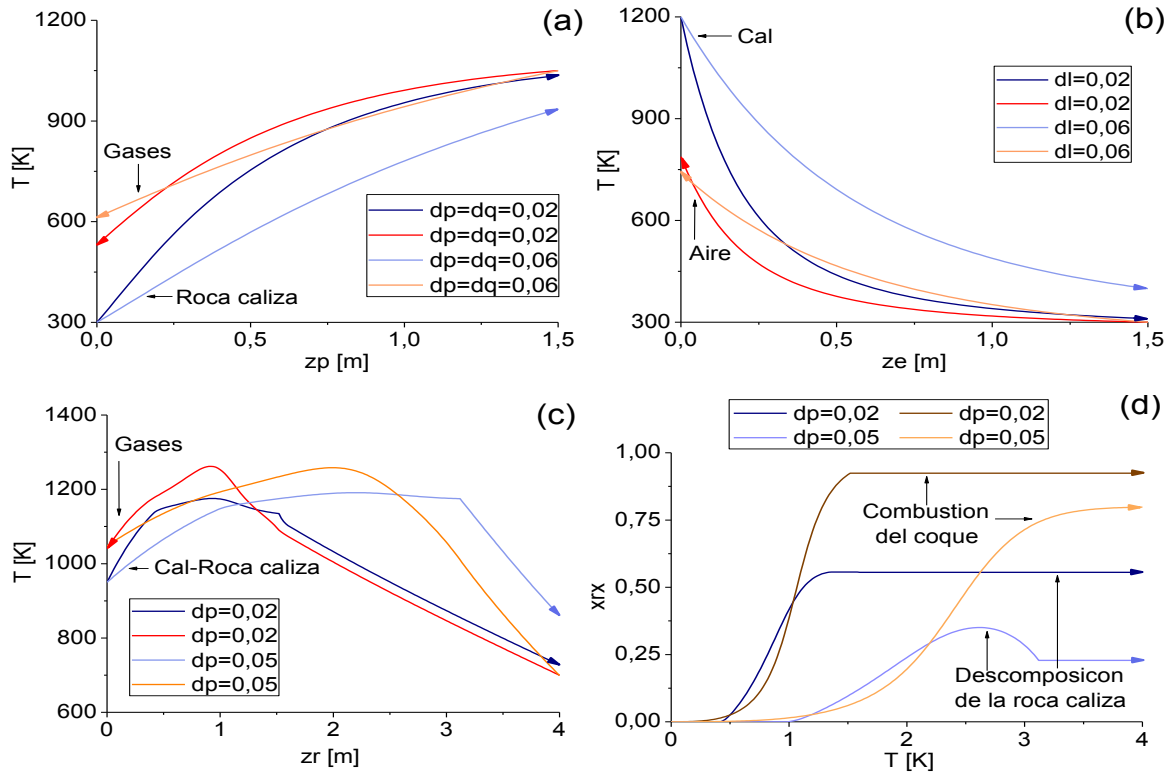 (a)
1200
900
600
300
T [K]
Gases
Roca caliza
dp=dq=0,02
dp=dq=0,02
dp=dq=0,06
dp=dq=0,06
0,0
0,5
1,0
1,5
zp [m]
(b)
1200
900
600
300
T [K]
Cal
Aire
dl=0,02
dl=0,02
dl=0,06
dl=0,06
0,0
0,5
1,0
1,5
ze [m]
(c)
1400
1200
1000
800
600
T [K]
Gases
Cal-Roca caliza
dp=0,02
dp=0,02
dp=0,05
dp=0,05
0
1
2
3
4
zr [m]
(d)
dp=0,02 dp=0,02
dp=0,05 dp=0,05
1,00
0,75
0,50
0,25
0,00
xrx
Combustion
del coque
Descomposicon
de la roca caliza
0
1
2
3
4
T [K]